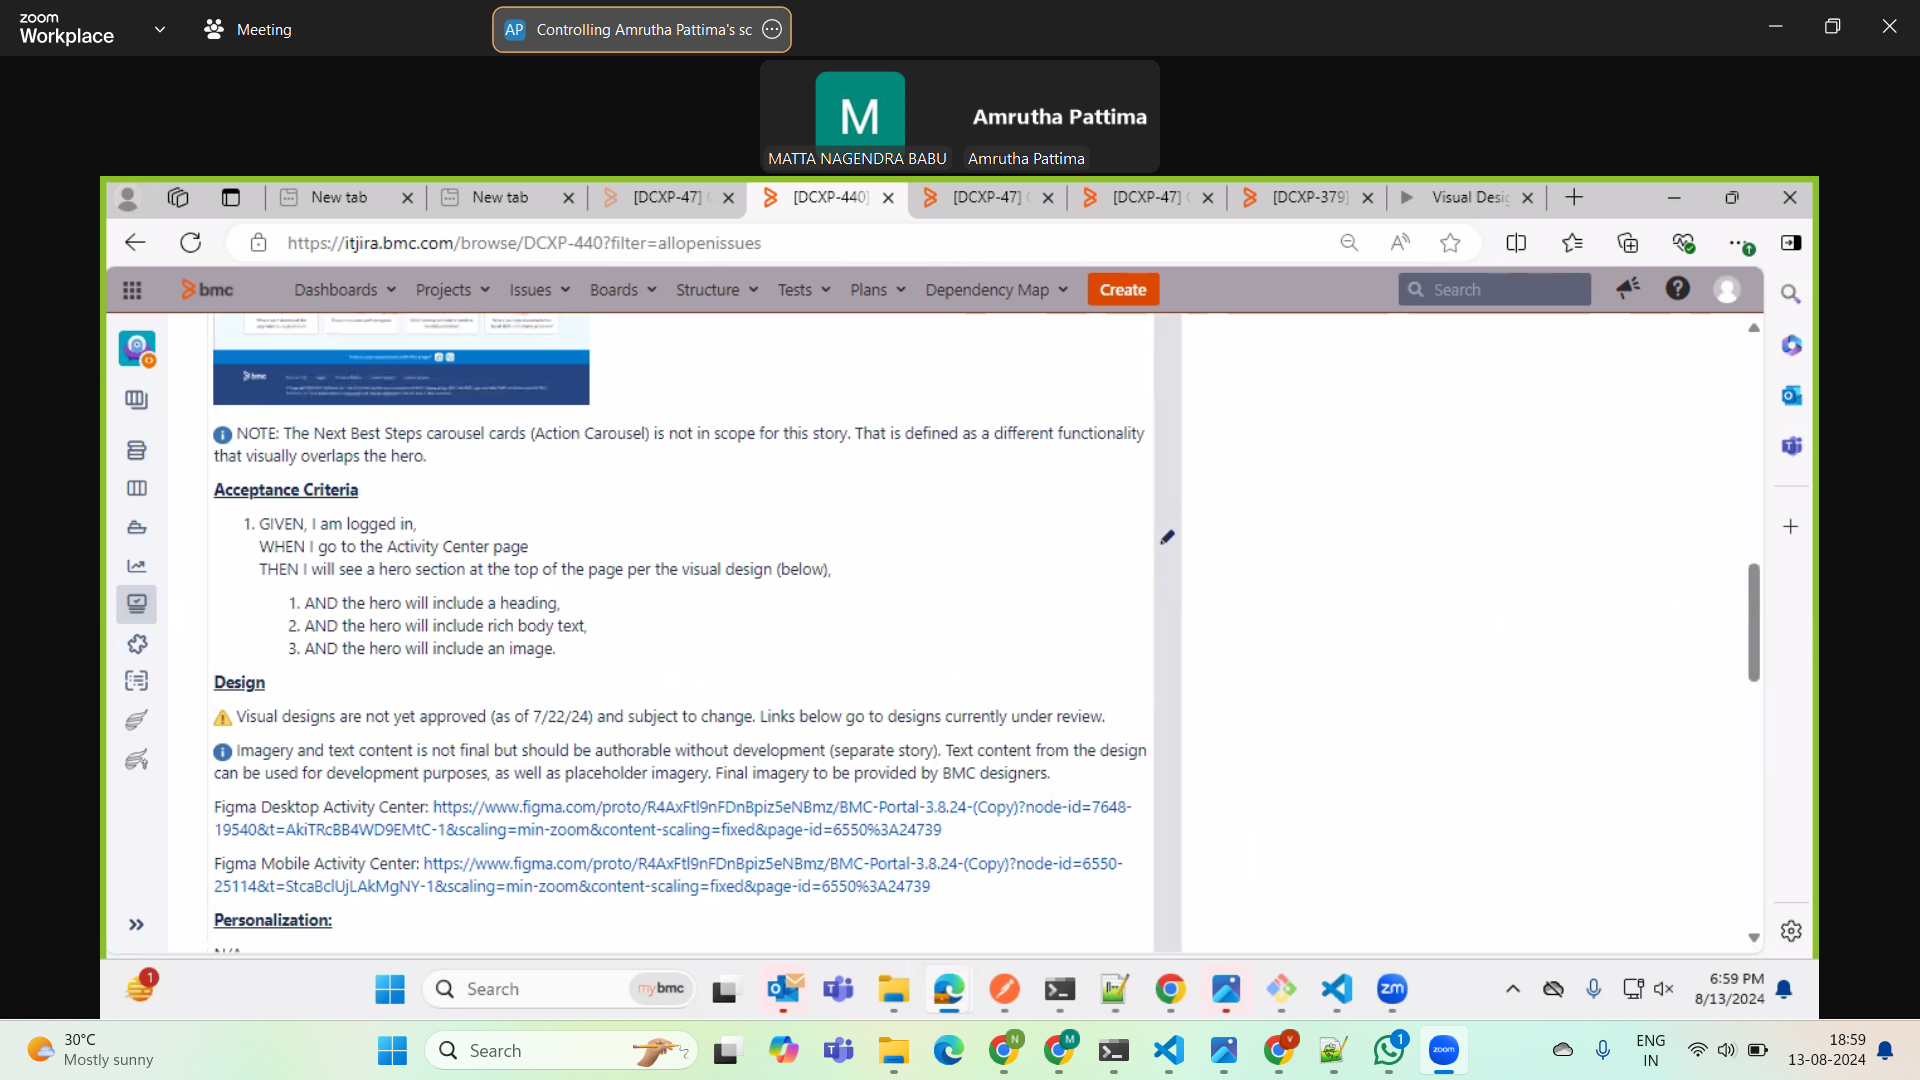 zoom
Workplace
Meeting
AP Controlling Amrutha Pattima's sc
M
Amrutha Pattima
MATTA NAGENDRA BABU
Amrutha Pattima
New tab
New tab
[DCXP-47]
[DCXP-440]
[DCXP-47]
[DCXP-47]
[DCXP-379]
Visual Desig
https://itjira.bmc.com/browse/DCXP-440?filter=allopenissues
bmc
Dashboards
Projects
Issues
Boards
Structure
Tests
Plans
Dependency Map
Create
Search
bmc
NOTE: The Next Best Steps carousel cards (Action Carousel) is not in scope for this story. That is defined as a different functionality
that visually overlaps the hero.
Acceptance Criteria
1. GIVEN, I am logged in,
WHEN I go to the Activity Center page
THEN I will see a hero section at the top of the page per the visual design (below),
1. AND the hero will include a heading,
2. AND the hero will include rich body text,
3. AND the hero will include an image.
Design
Visual designs are not yet approved (as of 7/22/24) and subject to change. Links below go to designs currently under review.
Imagery and text content is not final but should be authorable without development (separate story). Text content from the design
can be used for development purposes, as well as placeholder imagery. Final imagery to be provided by BMC designers.
Figma Desktop Activity Center: https://www.figma.com/proto/R4AxFtl9nFDnBpiz5eNBmz/BMC-Portal-3.8.24-(Copy)?node-id=7648-
19540&t=AkiTRcBB4WD9EMtC-1&scaling=min-zoom&content-scaling=fixed&page-id=6550%3A24739
Figma Mobile Activity Center: https://www.figma.com/proto/R4AxFtl9nFDnBpiz5eNBmz/BMC-Portal-3.8.24-(Copy)?node-id=6550-
25114&t=StcaBclUjLAkMgNY-1&scaling=min-zoom&content-scaling=fixed&page-id=6550%3A24739
Personalization:
1
Search
mybmc
zm
6:59 PM
8/13/2024
30°C
Mostly sunny
Search
N
M
V
1
zoom
ENG
IN
18:59
13-08-2024